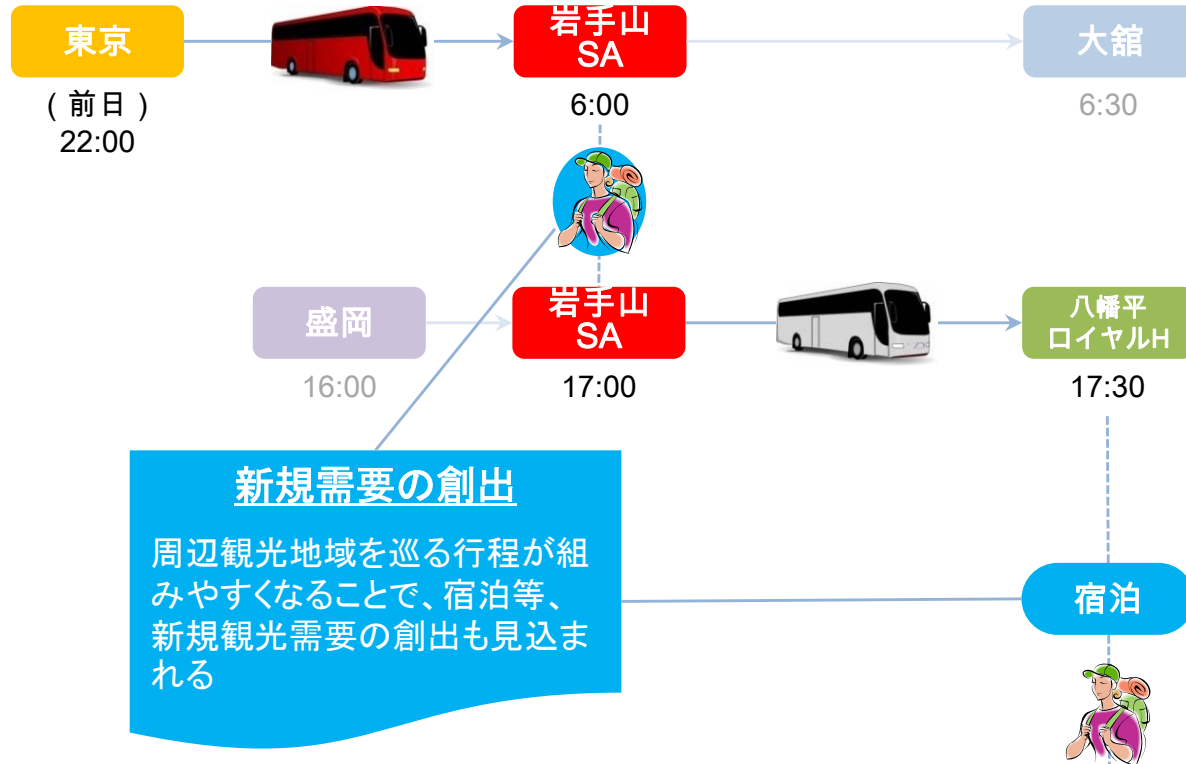 東京
岩手山
SA
大舘
(前日)
22:00
6:00
6:30
盛岡
岩手山
SA
八幡平
ロイヤルH
16:00
17:00
17:30
新規需要の創出
周辺観光地域を巡る行程が組
みやすくなることで、宿泊等、
新規観光需要の創出も見込ま
れる
宿泊